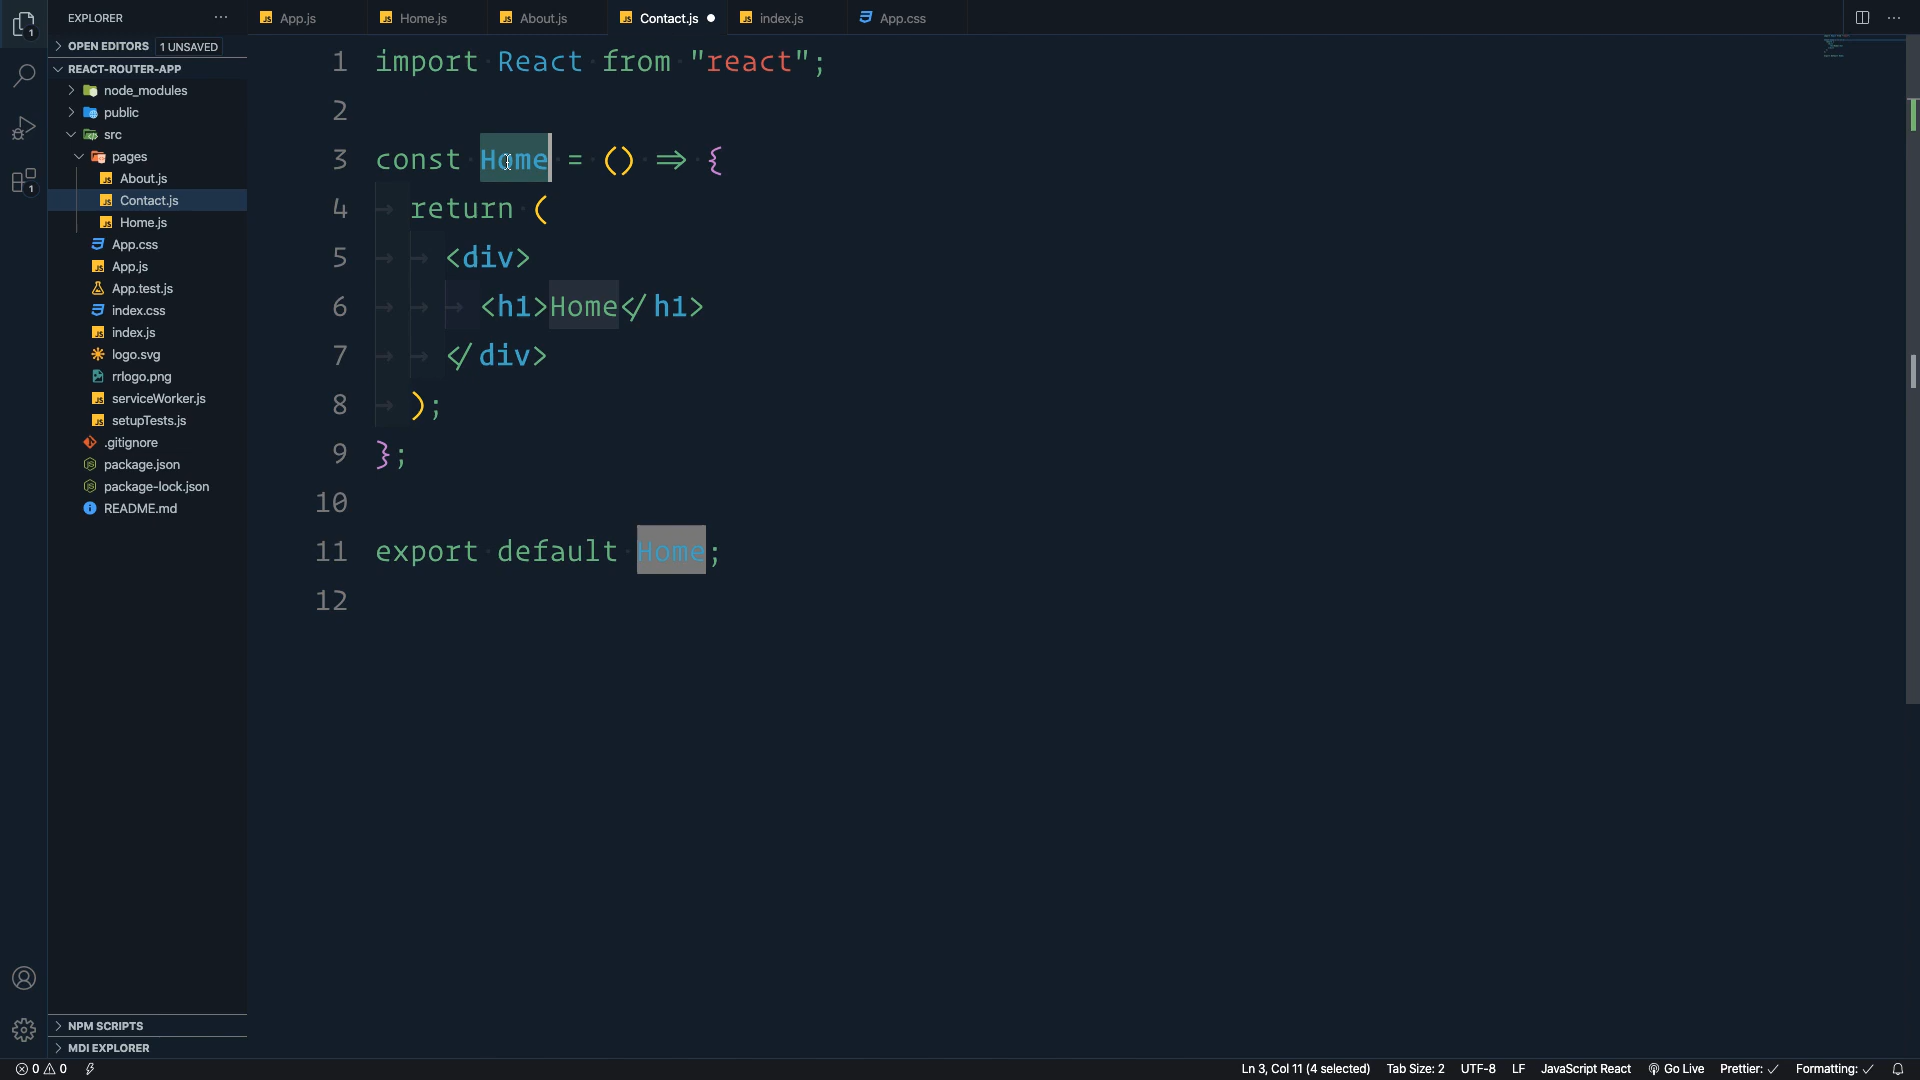 EXPLORER
OPEN EDITORS 1 UNSAVED
REACT-ROUTER-APP
node_modules
public
src
pages
About.js
Contact.js
Home.js
App.css
App.js
App.test.js
index.css
index.js
logo.svg
rrlogo.png
serviceWorker.js
setupTests.js
.gitignore
package.json
package-lock.json
README.md
NPM SCRIPTS
MDI EXPLORER
App.js Home.js About.js Contact.js index.js App.css
1 import React from "react";
2
3 const Home = () => {
4 return (
5 <div>
6 <h1>Home</h1>
7 </div>
8 );
9 };
10
11 export default Home;
12
0 0 Ln 3, Col 11 (4 selected) Tab Size: 2 UTF-8 LF JavaScript React Go Live Prettier: ✓ Formatting: ✓